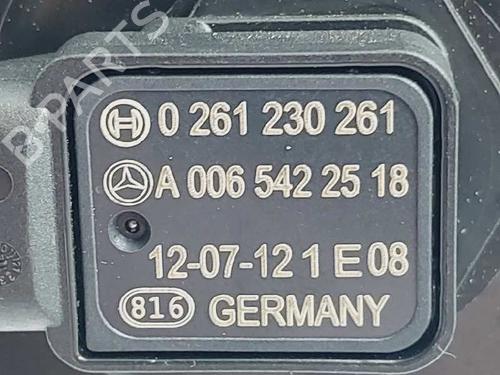 0 261 230 261
A 006 542 25 18
12-07-12 1 E 08
816 GERMANY
B-PARTS